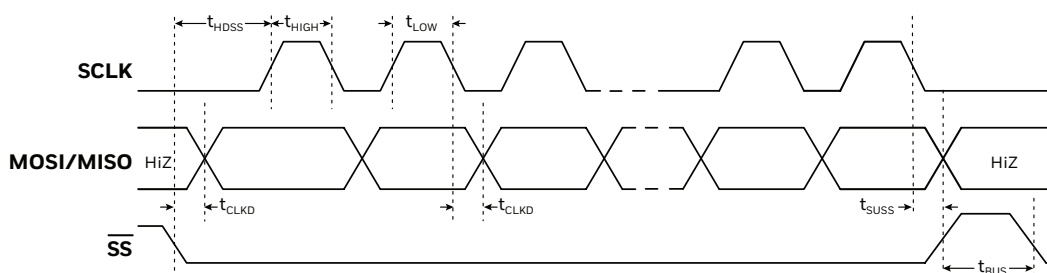 tHDSS tHIGH tLOW
SCLK
MOSI/MISO HiZ HiZ
tCLKD tCLKD tSUSS
SS
tBUS